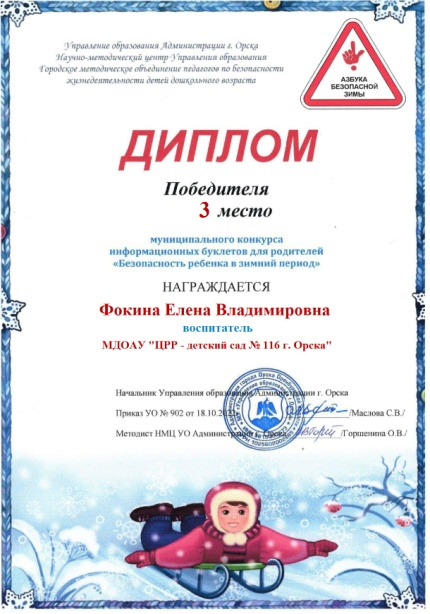 Управление образования Администрации г. Орска
Научно-методический центр Управления образования
Городское методическое объединение педагогов по безопасности
жизнедеятельности детей дошкольного возраста
АЗБУКА
БЕЗОПАСНОЙ
ЗИМЫ
ДИПЛОМ
Победителя
3 место
муниципального конкурса
информационных буклетов для родителей
«Безопасность ребенка в зимний период»
НАГРАЖДАЕТСЯ
Фокина Елена Владимировна
воспитатель
МДОАУ "ЦРР - детский сад № 116 г. Орска"
Начальник Управления образования Администрации г. Орска
Приказ УО № 902 от 18.10. /Маслова С.В./
Методист НМЦ УО Администрации г. Орска /Горшенина О.В./